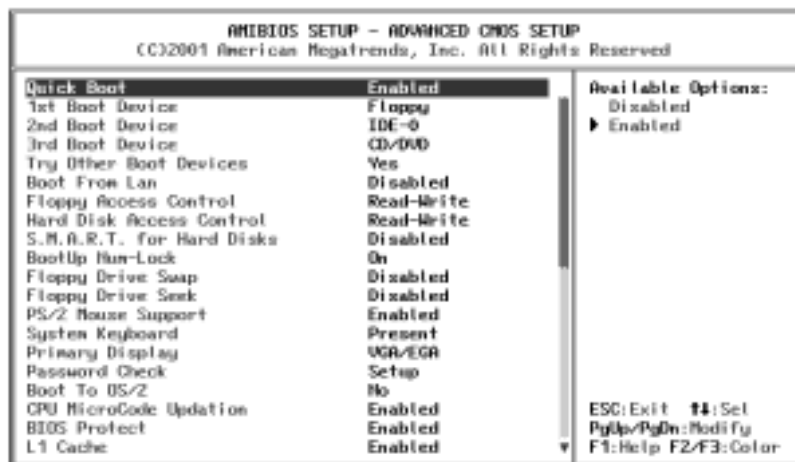 AMIBIOS SETUP - ADVANCED CMOS SETUP
(C)2001 American Megatrends, Inc. All Rights Reserved
Quick Boot Enabled
1st Boot Device Floppy
2nd Boot Device IDE-0
3rd Boot Device CD/DVD
Try Other Boot Devices Yes
Boot From Lan Disabled
Floppy Access Control Read-Write
Hard Disk Access Control Read-Write
S.M.A.R.T. for Hard Disks Disabled
BootUp Num-Lock On
Floppy Drive Swap Disabled
Floppy Drive Seek Disabled
PS/2 Mouse Support Enabled
System Keyboard Present
Primary Display VGA/EGA
Password Check Setup
Boot To OS/2 No
CPU MicroCode Updation Enabled
BIOS Protect Enabled
L1 Cache Enabled
Available Options:
Disabled
▶ Enabled
ESC:Exit ↑↓:Sel
PgUp/PgDn:Modify
F1:Help F2/F3:Color